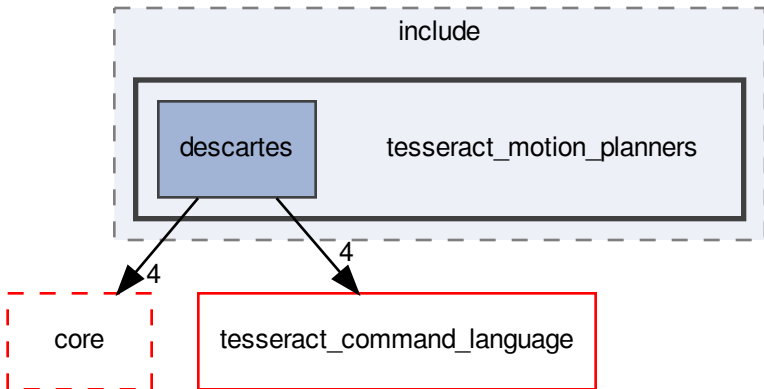 include
descartes
tesseract_motion_planners
4
4
core
tesseract_command_language